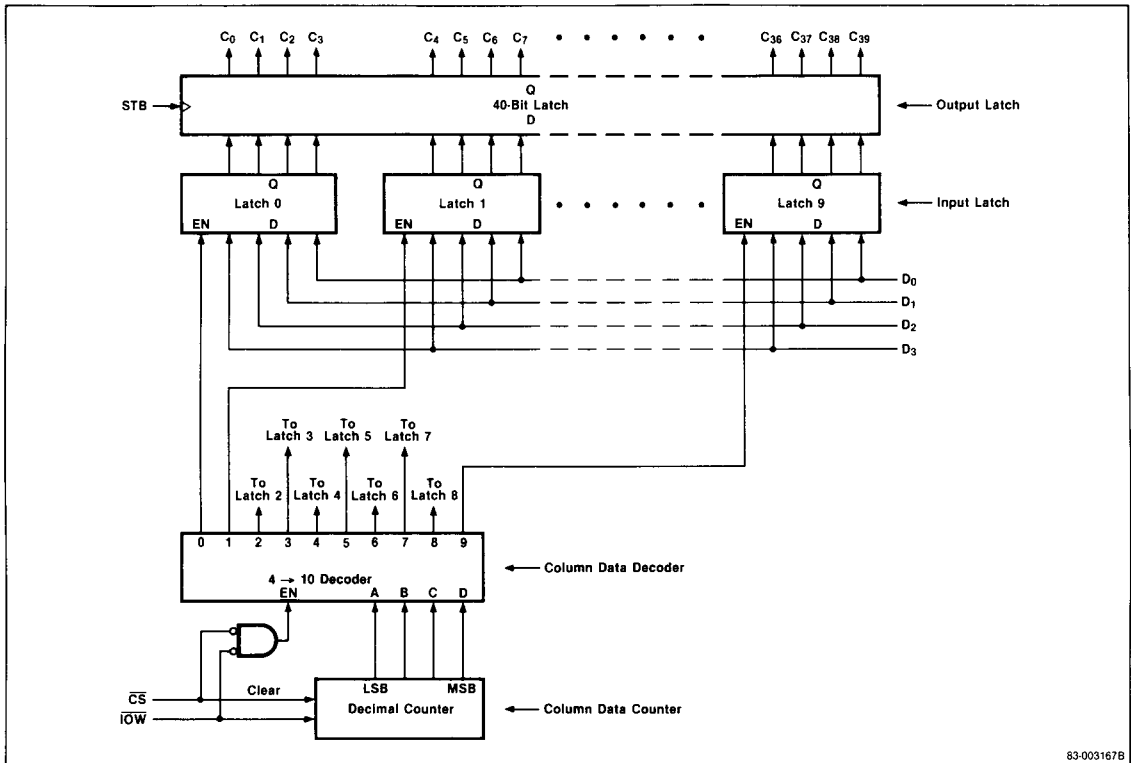 C₀ C₁ C₂ C₃ C₄ C₅ C₆ C₇ C₃₆ C₃₇ C₃₈ C₃₉
STB
Q
40-Bit Latch
D
Output Latch
Q
Latch 0
EN D
Q
Latch 1
EN D
Q
Latch 9
EN D
Input Latch
D₀
D₁
D₂
D₃
To
Latch 3
To
Latch 5
To
Latch 7
To
Latch 2
To
Latch 4
To
Latch 6
To
Latch 8
0 1 2 3 4 5 6 7 8 9
4 → 10 Decoder
EN A B C D
Column Data Decoder
C̅S̅
Clear
I̅O̅W̅
LSB MSB
Decimal Counter
Column Data Counter
83-003167B